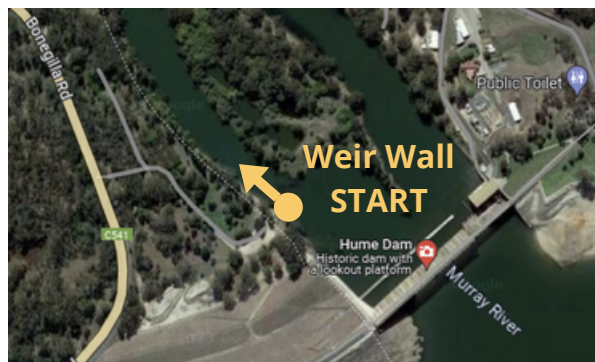 Bonegilla Rd
Public Toilet
Weir Wall
START
C541
Hume Dam
Historic dam with
a lookout platform
Murray River